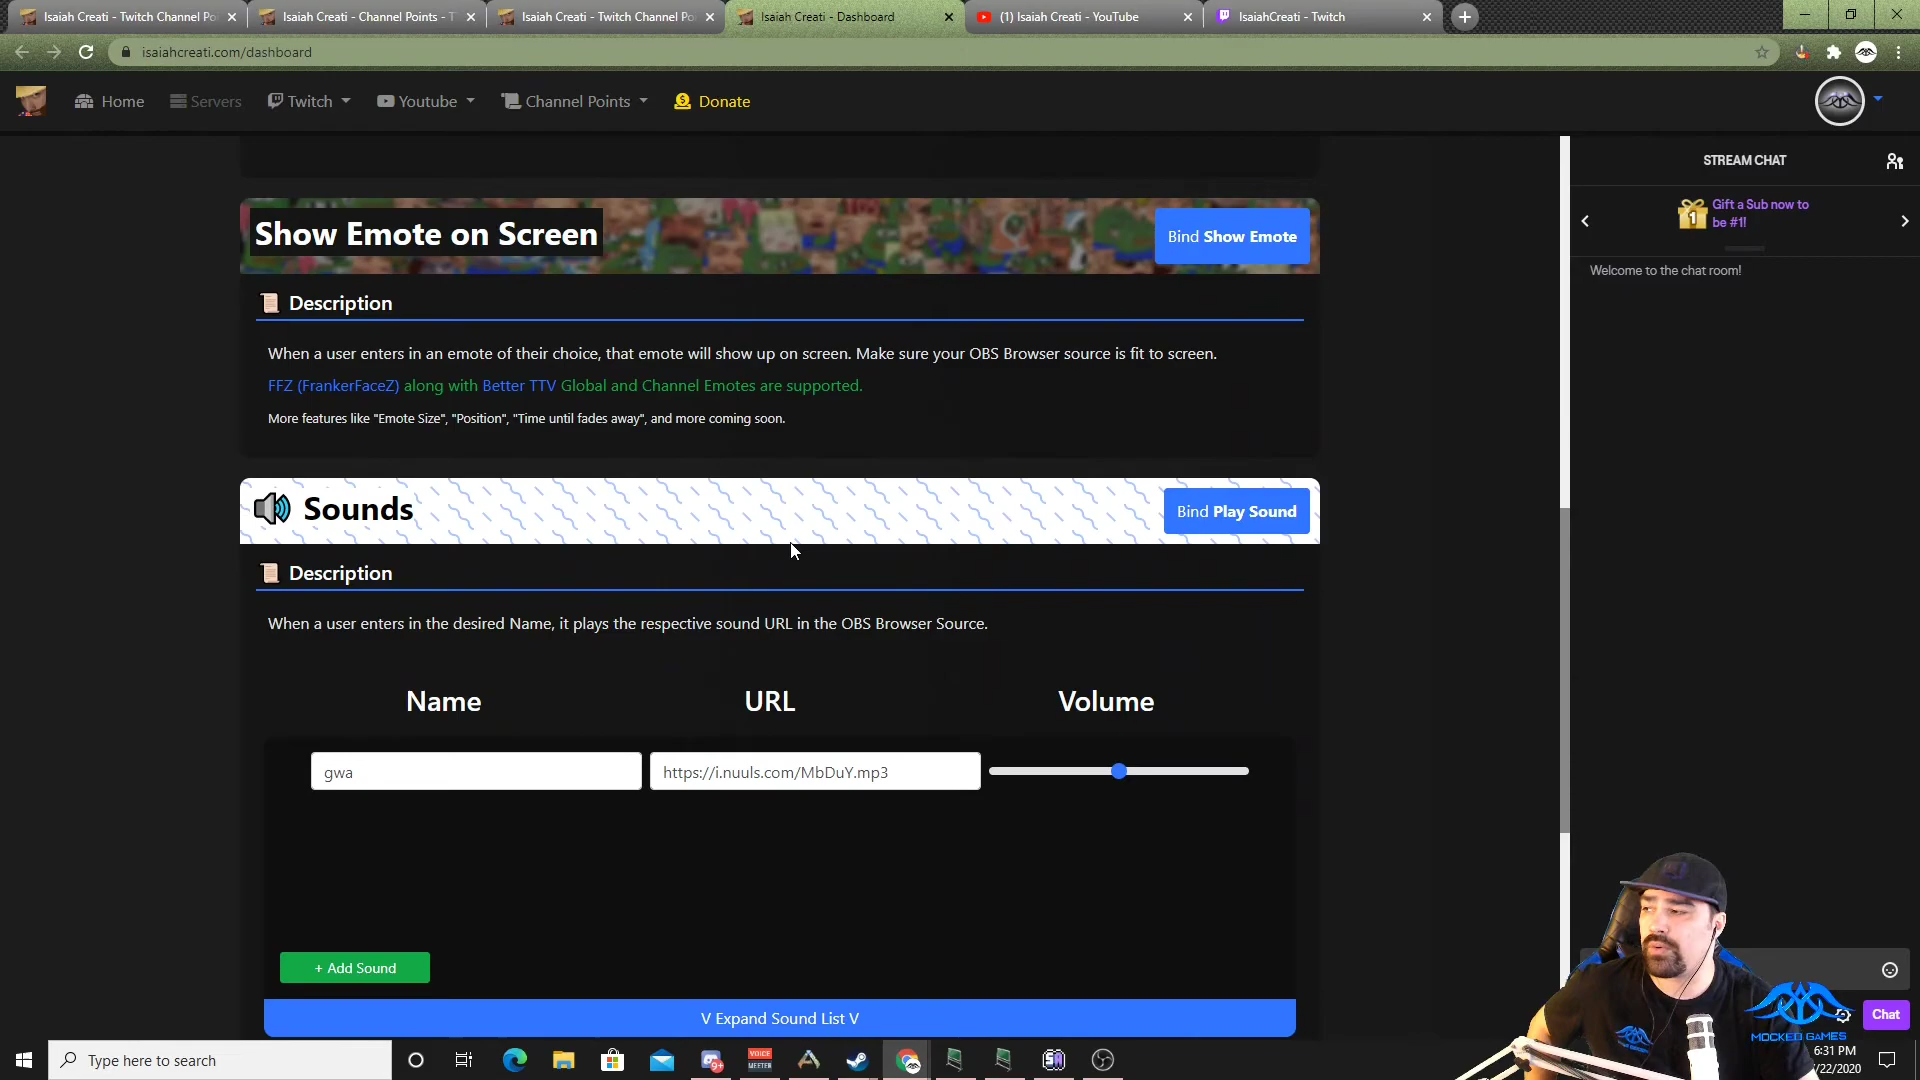 Isaiah Creati - Twitch Channel Po
Isaiah Creati - Channel Points - T
Isaiah Creati - Twitch Channel Po
Isaiah Creati - Dashboard
(1) Isaiah Creati - YouTube
IsaiahCreati - Twitch
isaiahcreati.com/dashboard
Home
Servers
Twitch
Youtube
Channel Points
Donate
STREAM CHAT
Gift a Sub now to
be #1!
1
Welcome to the chat room!
Show Emote on Screen
Bind Show Emote
Description
When a user enters in an emote of their choice, that emote will show up on screen. Make sure your OBS Browser source is fit to screen.
FFZ (FrankerFaceZ) along with Better TTV Global and Channel Emotes are supported.
More features like "Emote Size", "Position", "Time until fades away", and more coming soon.
Sounds
Bind Play Sound
Description
When a user enters in the desired Name, it plays the respective sound URL in the OBS Browser Source.
Name
URL
Volume
gwa
https://i.nuuls.com/MbDuY.mp3
+ Add Sound
V Expand Sound List V
Chat
MOCKED GAMES
Type here to search
VOICE
MEETER
6:31 PM
/22/2020